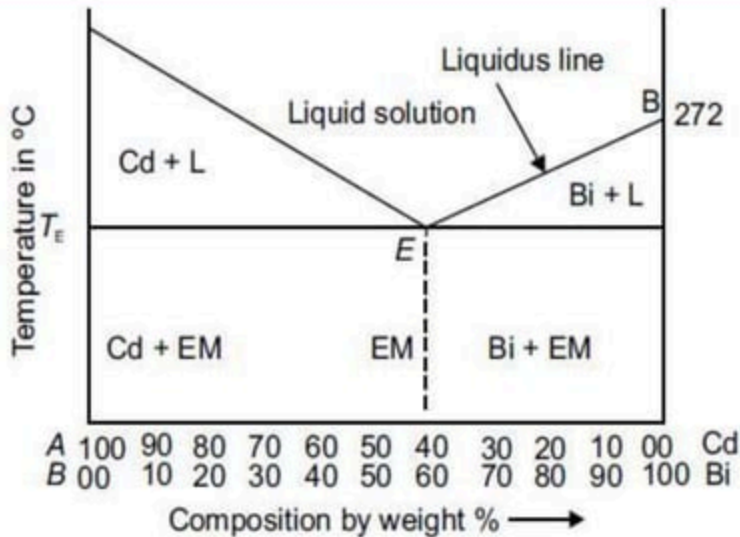 Liquidus line
Liquid solution
B 272
Cd + L
Bi + L
T_E
E
Temperature in ºC
Cd + EM EM Bi + EM
A 100 90 80 70 60 50 40 30 20 10 00 Cd
B 00 10 20 30 40 50 60 70 80 90 100 Bi
Composition by weight %